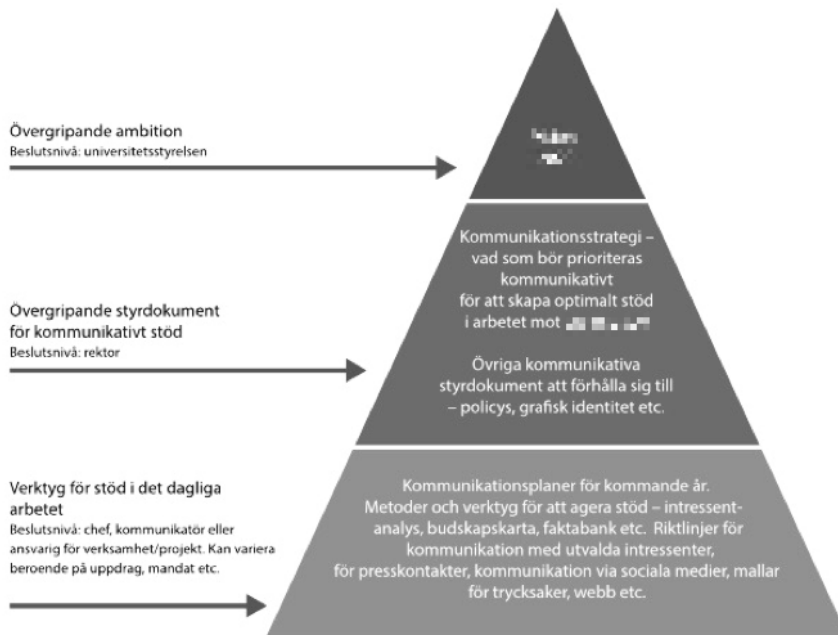 Övergripande ambition
Beslutsnivå: universitetsstyrelsen
Kommunikationsstrategi –
vad som bör prioriteras
kommunikativt
för att skapa optimalt stöd
i arbetet mot
Övergripande styrdokument
för kommunikativt stöd
Beslutsnivå: rektor
Övriga kommunikativa
styrdokument att förhålla sig till
– policys, grafisk identitet etc.
Verktyg för stöd i det dagliga
arbetet
Beslutsnivå: chef, kommunikatör eller
ansvarig för verksamhet/projekt. Kan variera
beroende på uppdrag, mandat etc.
Kommunikationsplaner för kommande år.
Metoder och verktyg för att agera stöd – intressent-
analys, budskapskarta, faktabank etc. Riktlinjer för
kommunikation med utvalda intressenter,
för presskontakter, kommunikation via sociala medier, mallar
för trycksaker, webb etc.